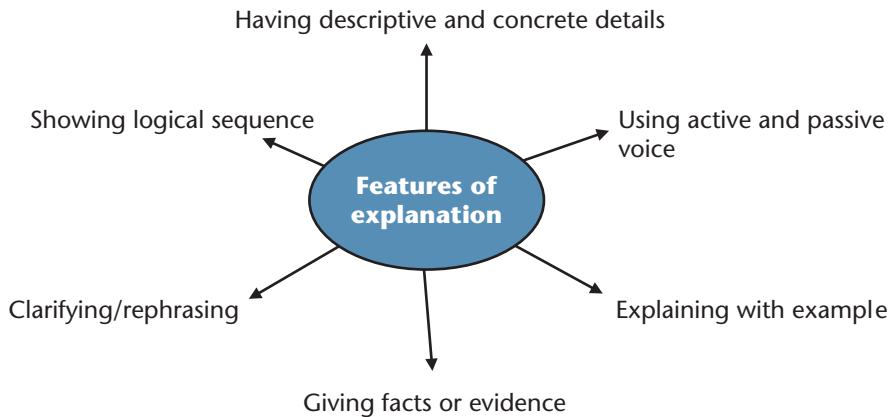 Having descriptive and concrete details
Showing logical sequence
Using active and passive
voice
Features of
explanation
Clarifying/rephrasing
Explaining with example
Giving facts or evidence